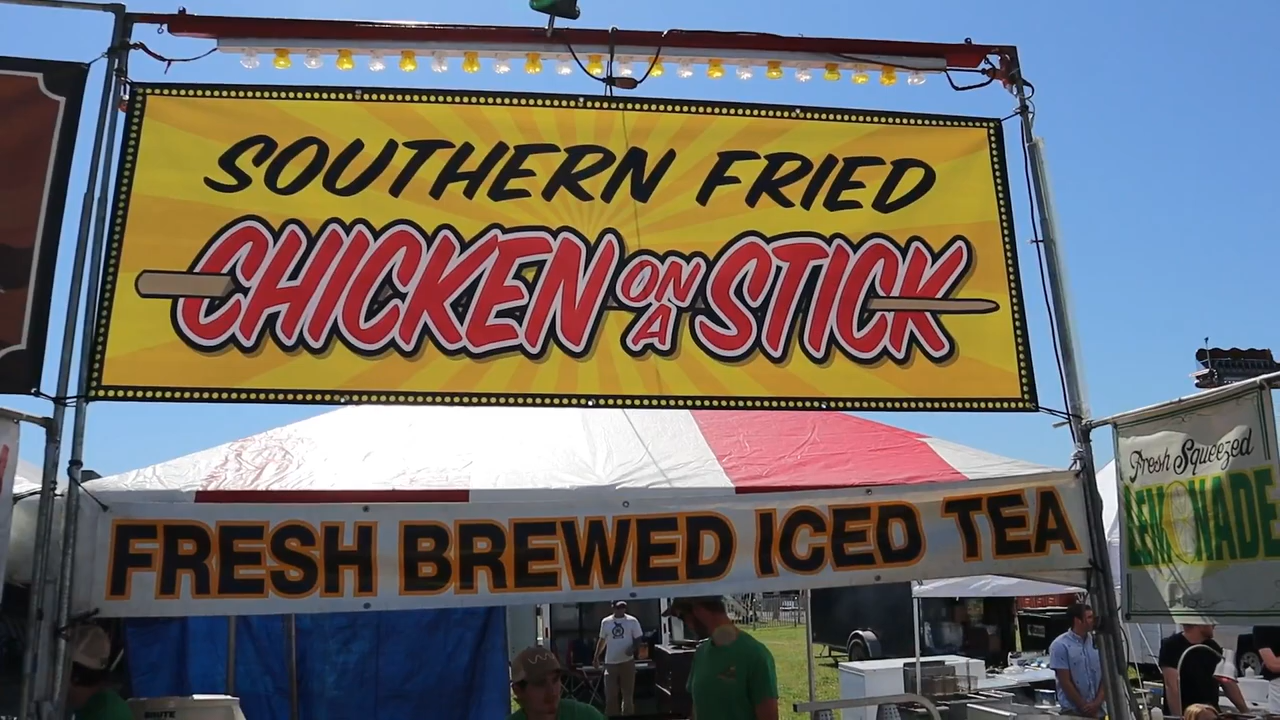 SOUTHERN FRIED
CHICKEN ON A STICK
FRESH BREWED ICED TEA
Fresh Squeezed
LEMONADE